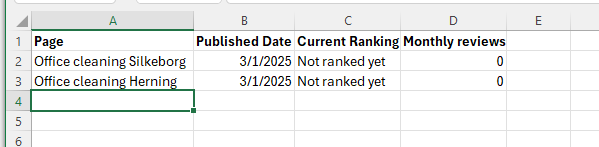 A B C D E
1 Page Published Date Current Ranking Monthly reviews
2 Office cleaning Silkeborg 3/1/2025 Not ranked yet 0
3 Office cleaning Herning 3/1/2025 Not ranked yet 0
4
5
6